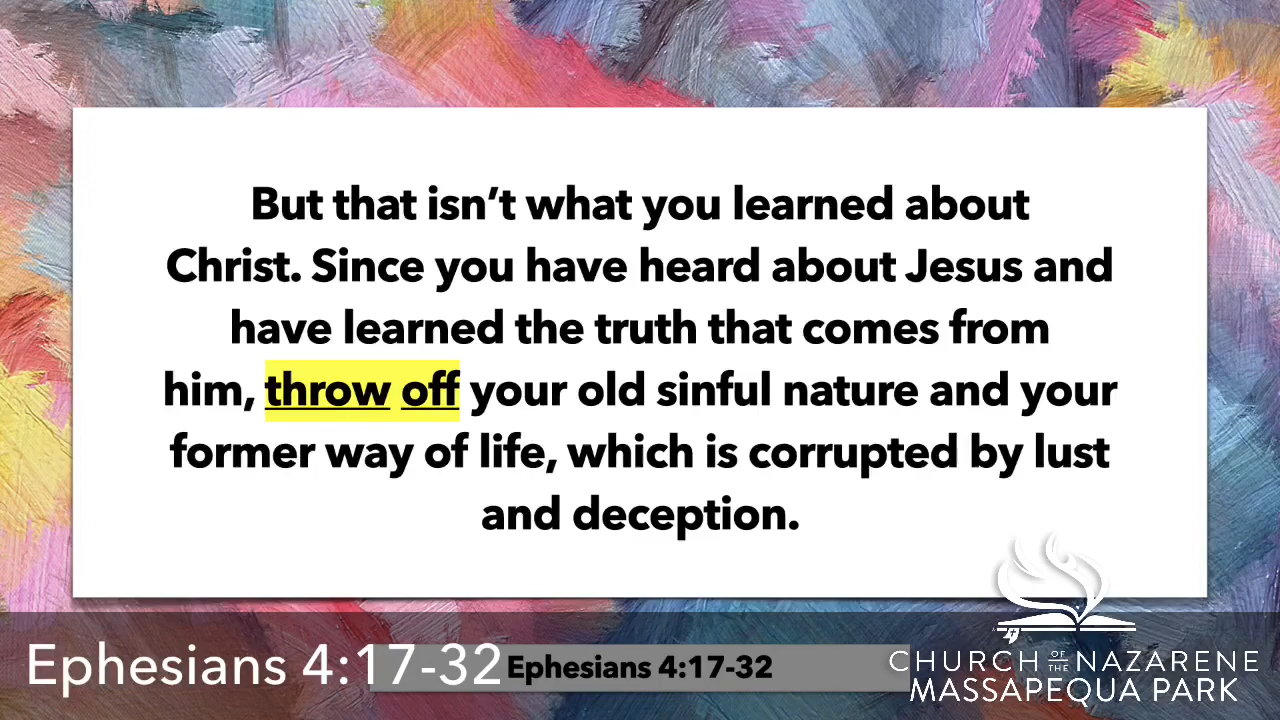 But that isn’t what you learned about
Christ. Since you have heard about Jesus and
have learned the truth that comes from
him, throw off your old sinful nature and your
former way of life, which is corrupted by lust
and deception.
Ephesians 4:17-32
Ephesians 4:17-32
CHURCH OF THE NAZARENE
MASSAPEQUA PARK